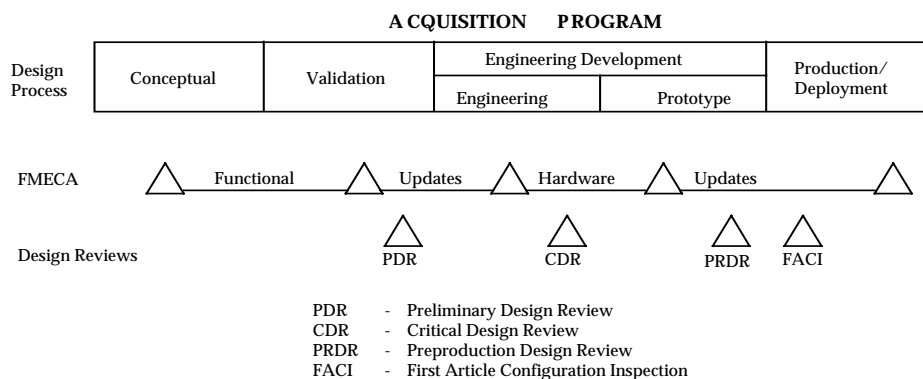 A CQUISITION PROGRAM
Design Process
Conceptual
Validation
Engineering Development
Engineering
Prototype
Production/
Deployment
FMECA
Functional
Updates
Hardware
Updates
Design Reviews
PDR
CDR
PRDR
FACI
PDR - Preliminary Design Review
CDR - Critical Design Review
PRDR - Preproduction Design Review
FACI - First Article Configuration Inspection